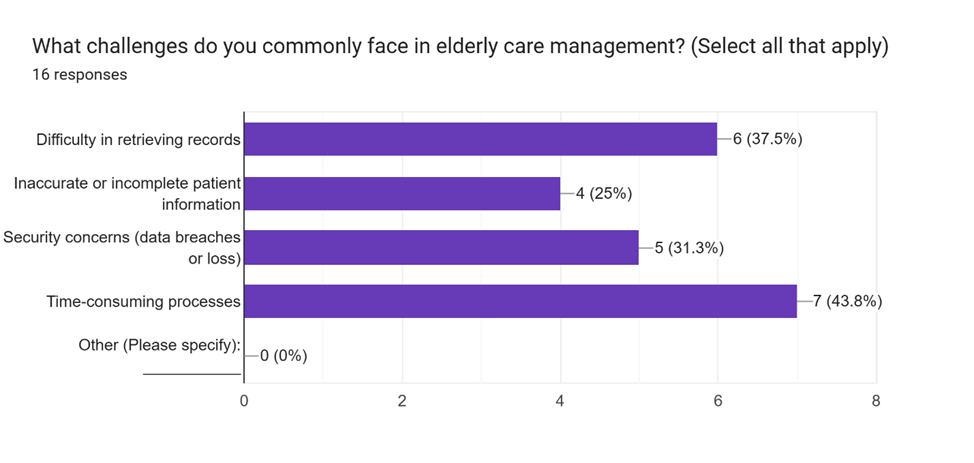 What challenges do you commonly face in elderly care management? (Select all that apply)
16 responses
Difficulty in retrieving records
6 (37.5%)
Inaccurate or incomplete patient
information
4 (25%)
Security concerns (data breaches
or loss)
5 (31.3%)
Time-consuming processes
7 (43.8%)
Other (Please specify):
0 (0%)
0 2 4 6 8